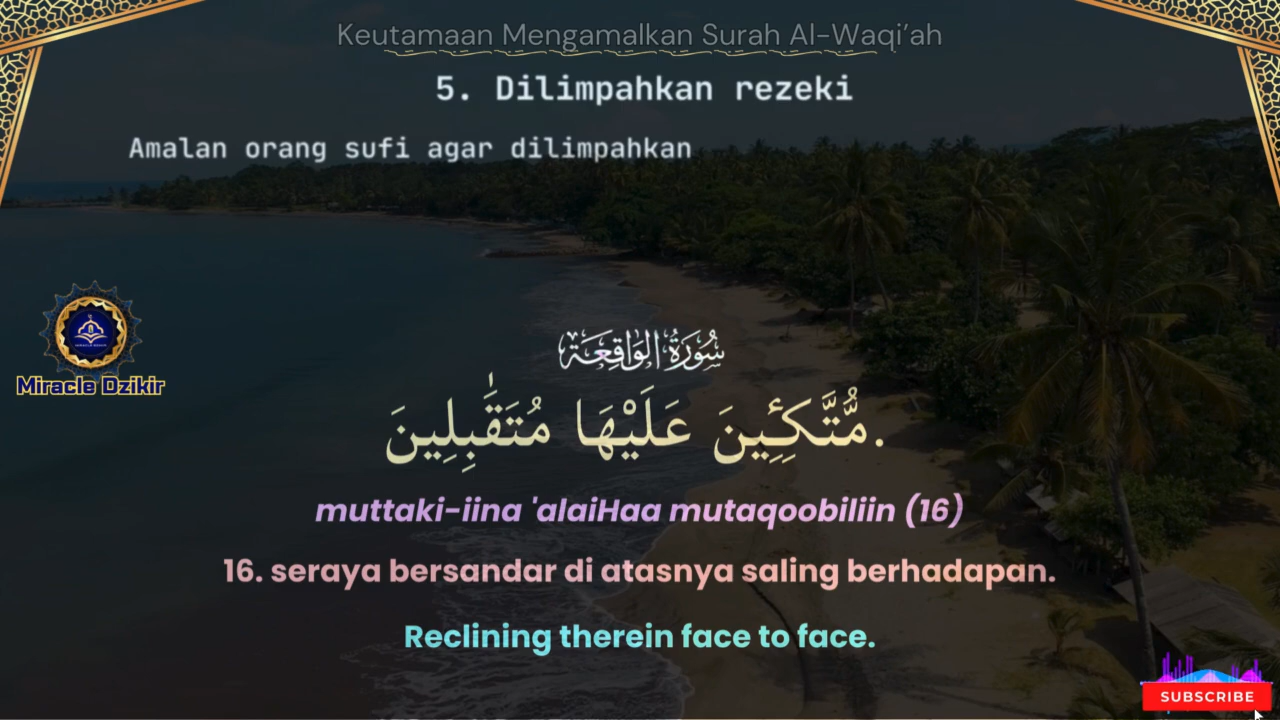 Keutamaan Mengamalkan Surah Al-Waqi’ah
5. Dilimpahkan rezeki
Amalan orang sufi agar dilimpahkan
سُورَةُ الوَاقِعَة
مُّتَّكِـِٔينَ عَلَيْهَا مُتَقَٰبِلِينَ.
muttaki-iina 'alaiHaa mutaqoobiliin (16)
16. seraya bersandar di atasnya saling berhadapan.
Reclining therein face to face.
Miracle Dzikir
SUBSCRIBE